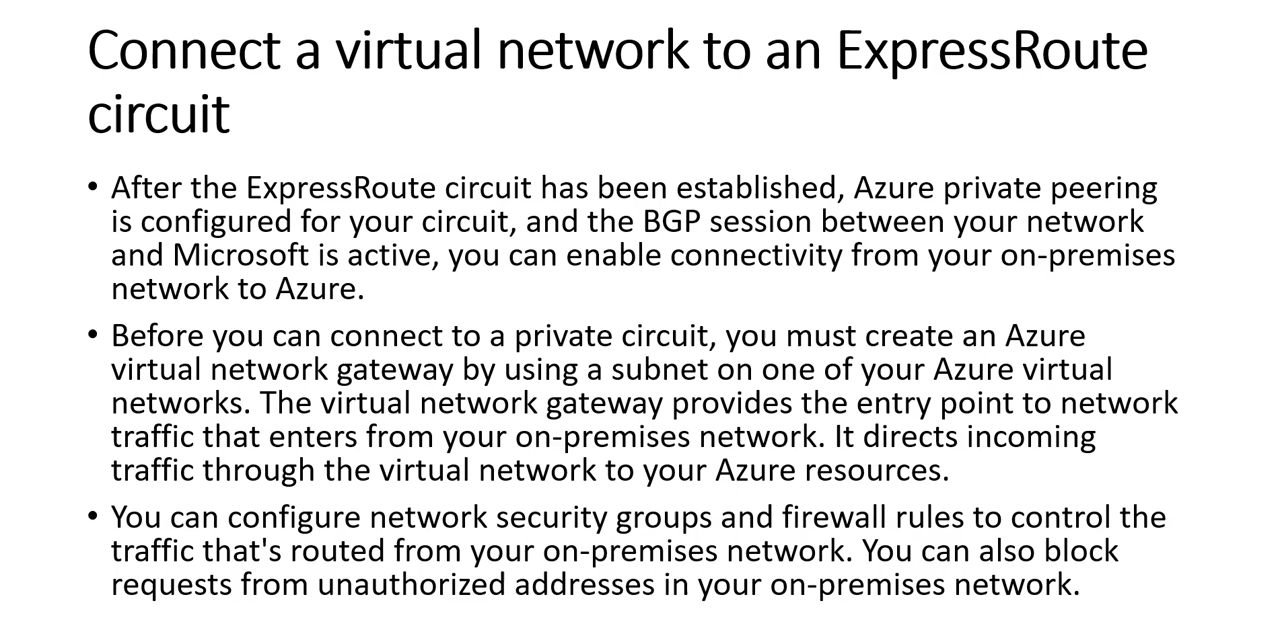 Connect a virtual network to an ExpressRoute
circuit
• After the ExpressRoute circuit has been established, Azure private peering
is configured for your circuit, and the BGP session between your network
and Microsoft is active, you can enable connectivity from your on-premises
network to Azure.
• Before you can connect to a private circuit, you must create an Azure
virtual network gateway by using a subnet on one of your Azure virtual
networks. The virtual network gateway provides the entry point to network
traffic that enters from your on-premises network. It directs incoming
traffic through the virtual network to your Azure resources.
• You can configure network security groups and firewall rules to control the
traffic that's routed from your on-premises network. You can also block
requests from unauthorized addresses in your on-premises network.